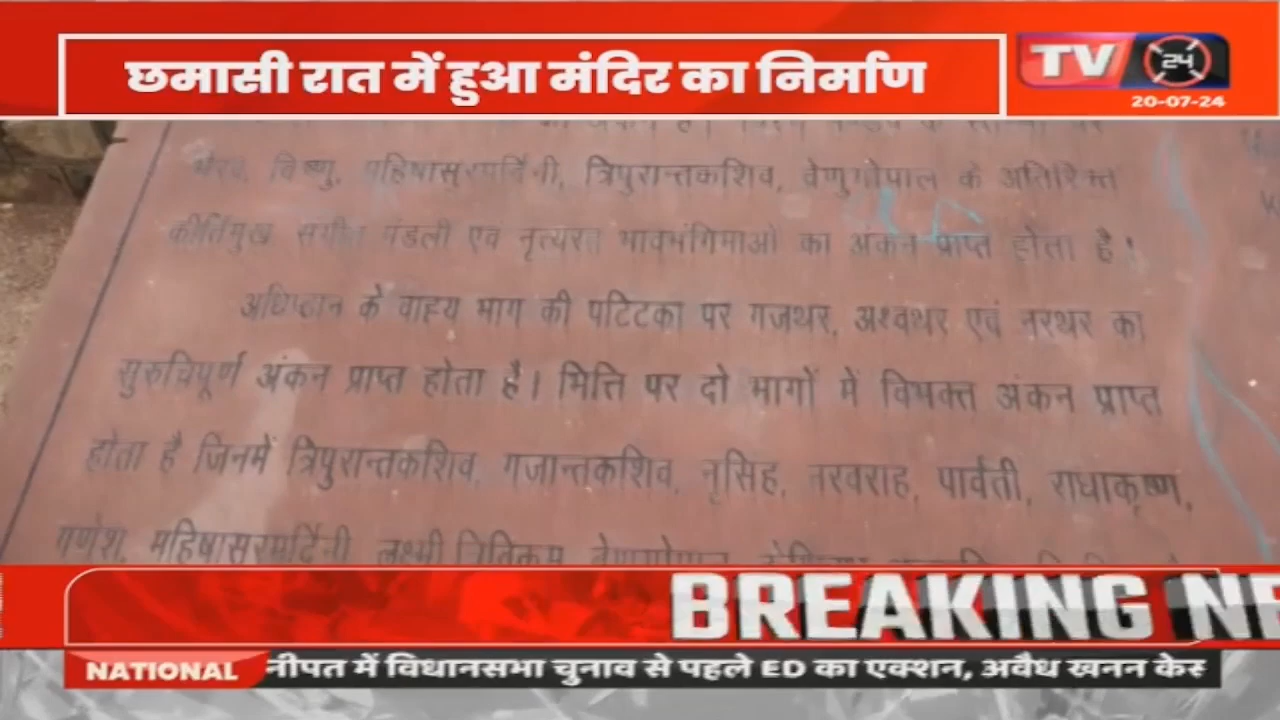 छमासी रात में हुआ मंदिर का निर्माण
TV 24
20-07-24
भैरव, विष्णु, महिषासुरमर्दिनी, त्रिपुरान्तकशिव, वेणुगोपाल के अतिरिक्त
कीर्तिमुख संगीत मंडली एवं नृत्यरत भावभंगिमाओं का अंकन प्राप्त होता है।
अधिष्ठान के वाह्य भाग की पटिटका पर गजथर, अश्वथर एवं नरथर का
सुरुचिपूर्ण अंकन प्राप्त होता है। भित्ति पर दो भागों में विभक्त अंकन प्राप्त
होता है जिनमें त्रिपुरान्तकशिव, गजान्तकशिव, नृसिंह, नरवराह, पार्वती, राधाकृष्ण,
गणेश, महिषासुरमर्दिनी, लक्ष्मी
BREAKING NE
NATIONAL
नीपत में विधानसभा चुनाव से पहले ED का एक्शन, अवैध खनन केस